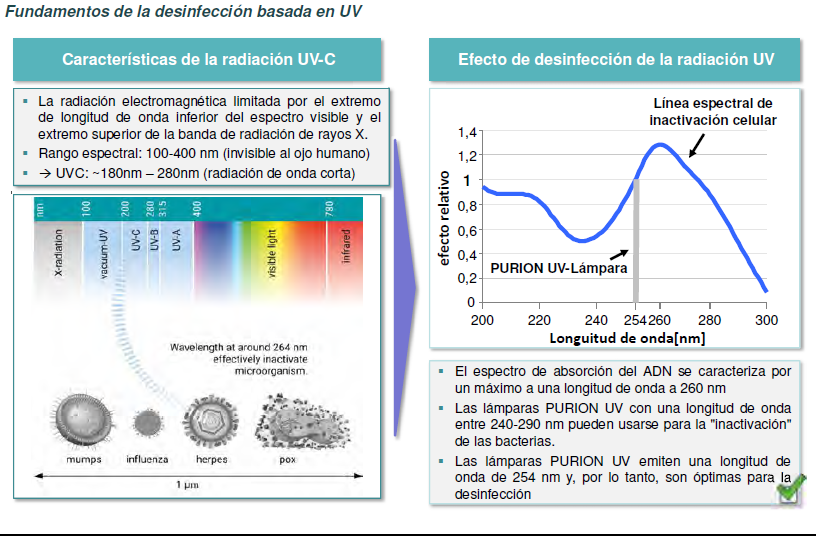 Fundamentos de la desinfección basada en UV
Características de la radiación UV-C
▪ La radiación electromagnética limitada por el extremo
de longitud de onda inferior del espectro visible y el
extremo superior de la banda de radiación de rayos X.
▪ Rango espectral: 100-400 nm (invisible al ojo humano)
▪ → UVC: ~180nm – 280nm (radiación de onda corta)
nm 100 200 280 315 400 780
X-radiation
vacuum-UV
UV-C
UV-B
UV-A
visible light
infrared
Wavelength at around 264 nm
effectively inactivate
microorganism.
mumps influenza herpes pox
1 µm
Efecto de desinfección de la radiación UV
Línea espectral de
inactivación celular
1,4
1,2
1
0,8
0,6
0,4
0,2
0
efecto relativo
PURION UV-Lámpara
200 220 240 254 260 280 300
Longuitud de onda[nm]
▪ El espectro de absorción del ADN se caracteriza por
un máximo a una longitud de onda a 260 nm
▪ Las lámparas PURION UV con una longitud de onda
entre 240-290 nm pueden usarse para la "inactivación"
de las bacterias.
▪ Las lámparas PURION UV emiten una longitud de
onda de 254 nm y, por lo tanto, son óptimas para la
desinfección